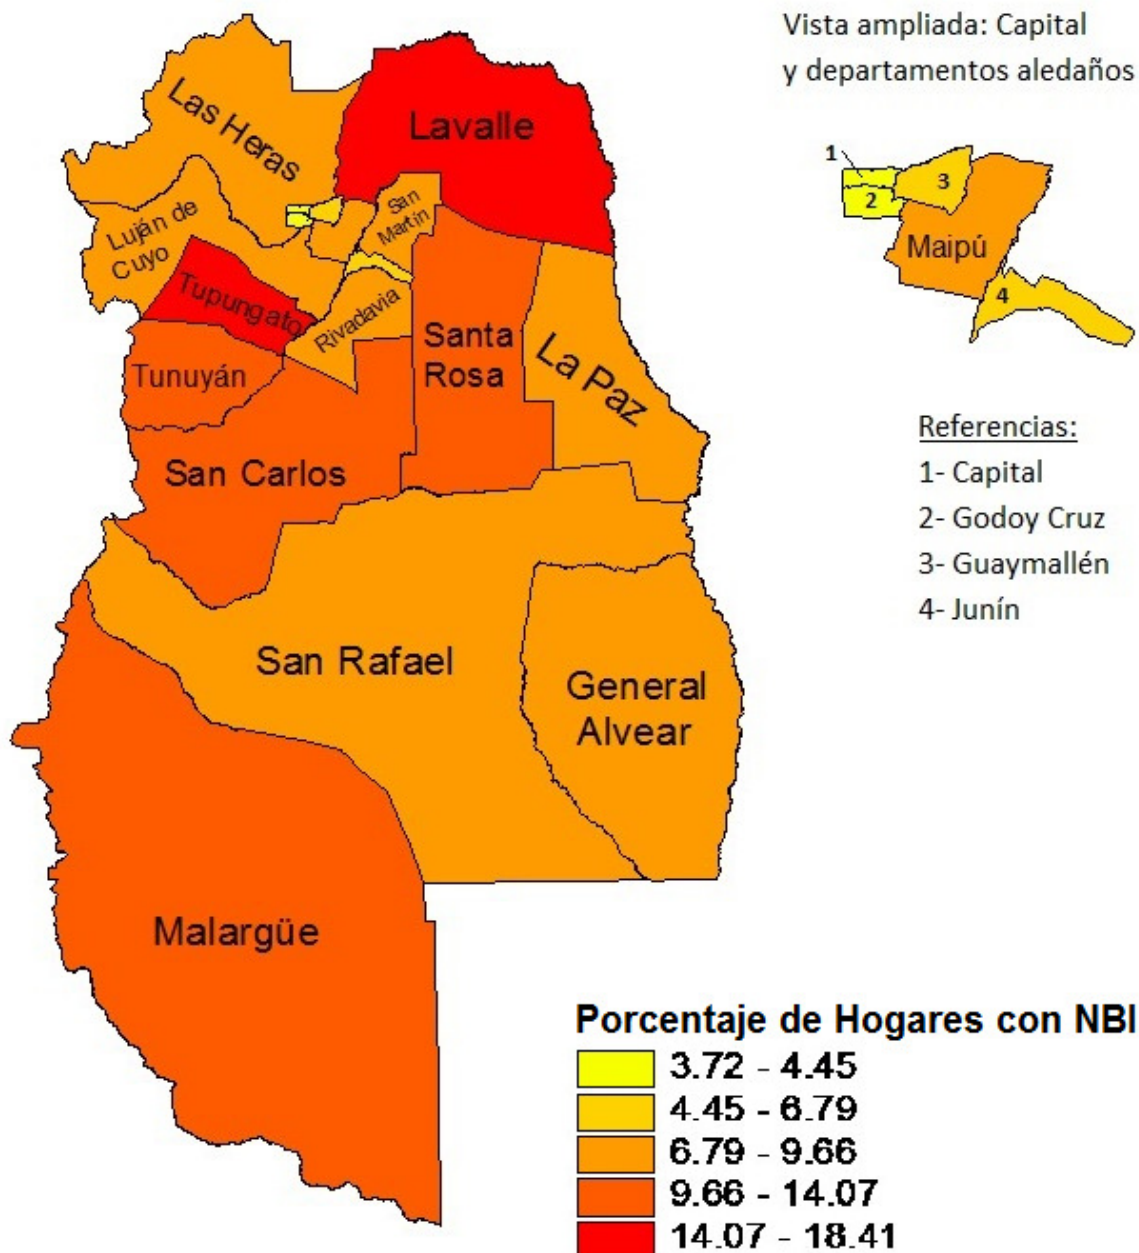 Vista ampliada: Capital
y departamentos aledaños
Las Heras
Lavalle
1
2
3
Maipú
4
San
Martín
Luján de
Cuyo
Tupungato
Rivadavia
Santa
Rosa
La Paz
Tunuyán
San Carlos
Referencias:
1- Capital
2- Godoy Cruz
3- Guaymallén
4- Junín
San Rafael
General
Alvear
Malargüe
Porcentaje de Hogares con NBI
3.72 - 4.45
4.45 - 6.79
6.79 - 9.66
9.66 - 14.07
14.07 - 18.41